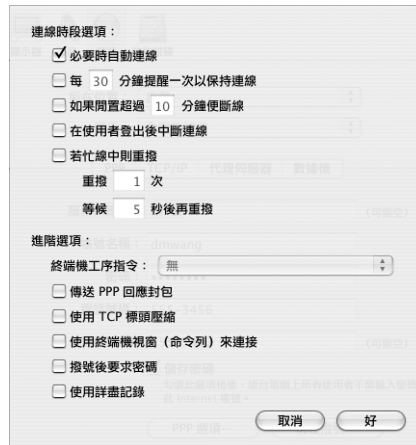 連線時段選項：
必要時自動連線
每 30 分鐘提醒一次以保持連線
如果閒置超過 10 分鐘便斷線
在使用者登出後中斷連線
若忙線中則重撥
重撥 1 次
等候 5 秒後再重撥
進階選項：
終端機工序指令： 無
傳送 PPP 回應封包
使用 TCP 標頭壓縮
使用終端機視窗（命令列）來連接
撥號後要求密碼
使用詳盡記錄
取消 好